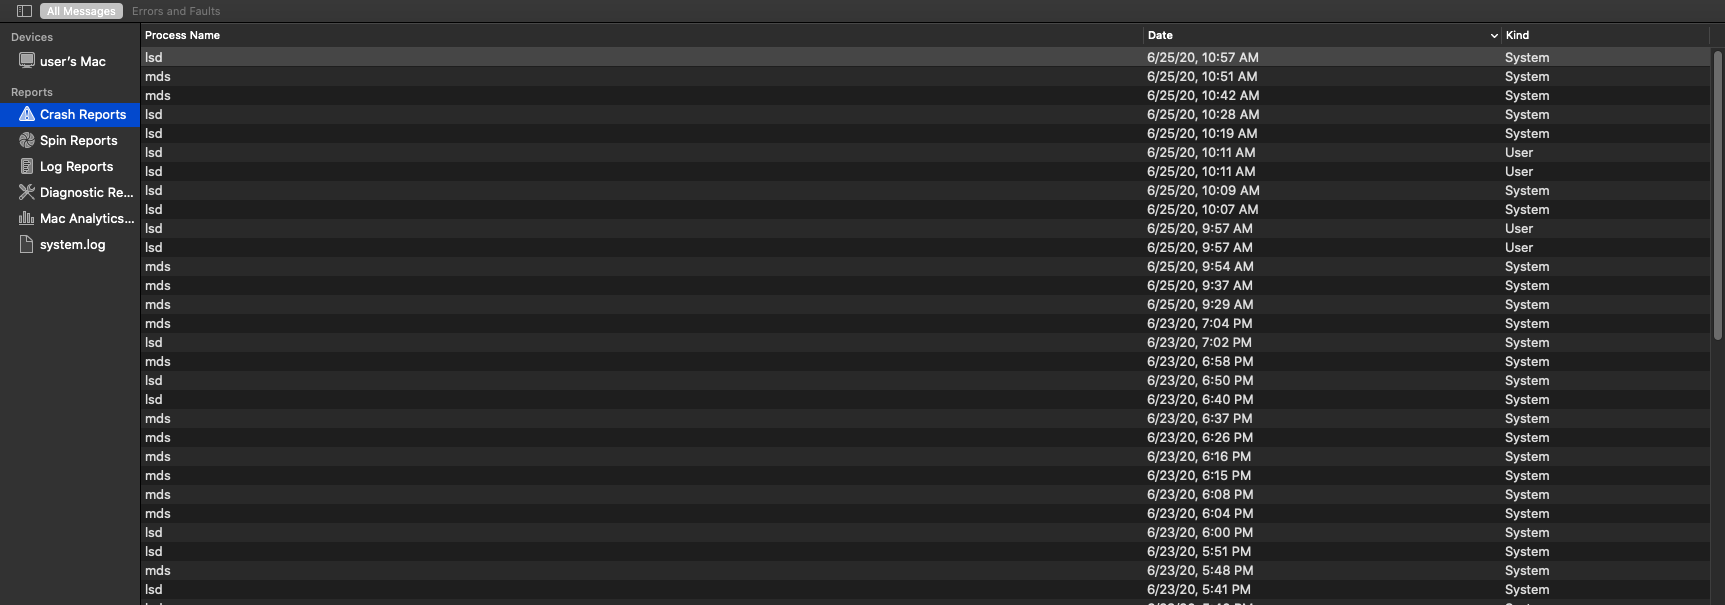 All Messages Errors and Faults
Devices
user's Mac
Reports
Crash Reports
Spin Reports
Log Reports
Diagnostic Re...
Mac Analytics...
system.log
Process Name Date Kind
lsd 6/25/20, 10:57 AM System
mds 6/25/20, 10:51 AM System
mds 6/25/20, 10:42 AM System
lsd 6/25/20, 10:28 AM System
lsd 6/25/20, 10:19 AM System
lsd 6/25/20, 10:11 AM User
lsd 6/25/20, 10:11 AM User
lsd 6/25/20, 10:09 AM System
lsd 6/25/20, 10:07 AM System
lsd 6/25/20, 9:57 AM User
lsd 6/25/20, 9:57 AM User
mds 6/25/20, 9:54 AM System
mds 6/25/20, 9:37 AM System
mds 6/25/20, 9:29 AM System
mds 6/23/20, 7:04 PM System
lsd 6/23/20, 7:02 PM System
mds 6/23/20, 6:58 PM System
lsd 6/23/20, 6:50 PM System
lsd 6/23/20, 6:40 PM System
mds 6/23/20, 6:37 PM System
mds 6/23/20, 6:26 PM System
mds 6/23/20, 6:16 PM System
mds 6/23/20, 6:15 PM System
mds 6/23/20, 6:08 PM System
mds 6/23/20, 6:04 PM System
lsd 6/23/20, 6:00 PM System
lsd 6/23/20, 5:51 PM System
mds 6/23/20, 5:48 PM System
lsd 6/23/20, 5:41 PM System